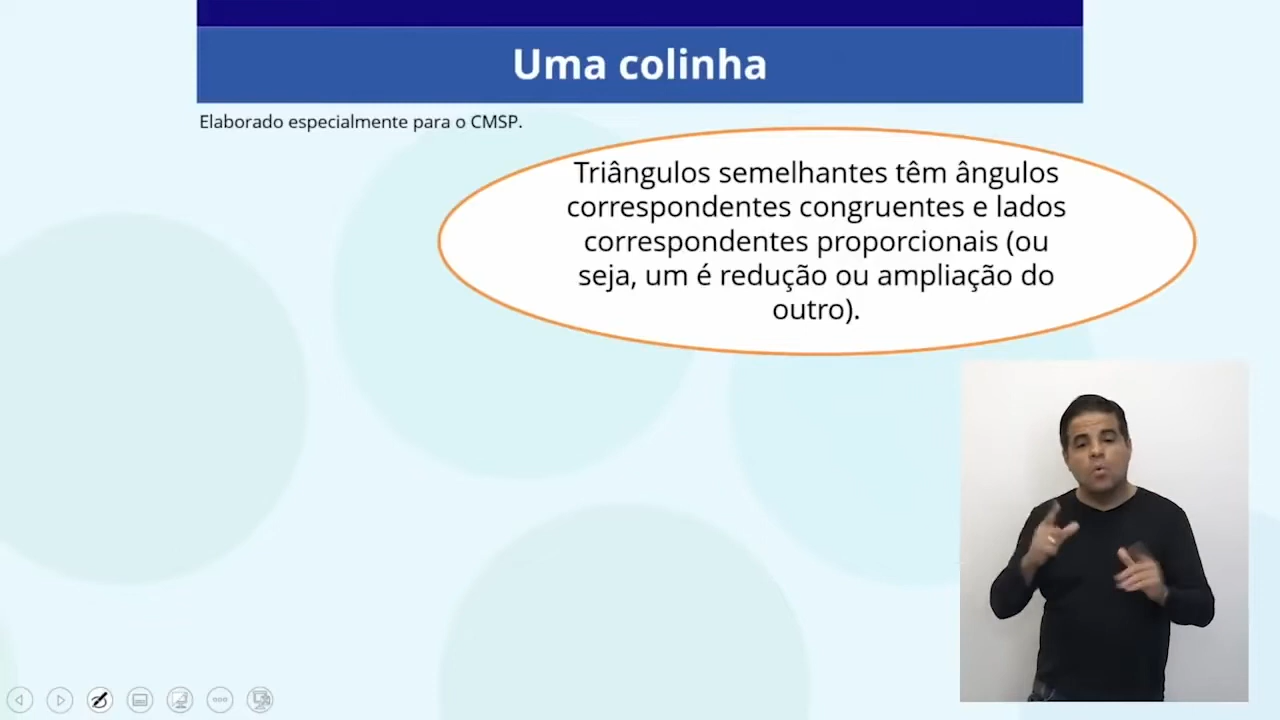 Uma colinha
Elaborado especialmente para o CMSP.
Triângulos semelhantes têm ângulos
correspondentes congruentes e lados
correspondentes proporcionais (ou
seja, um é redução ou ampliação do
outro).